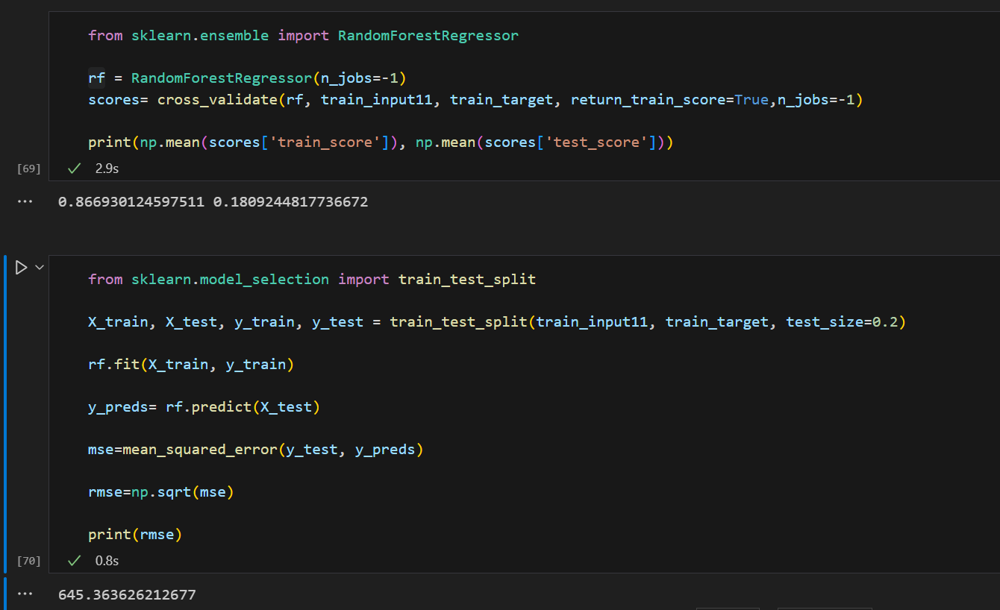 from sklearn.ensemble import RandomForestRegressor
rf = RandomForestRegressor(n_jobs=-1)
scores= cross_validate(rf, train_input11, train_target, return_train_score=True,n_jobs=-1)
print(np.mean(scores['train_score']), np.mean(scores['test_score']))
[69]
2.9s
0.866930124597511 0.1809244817736672
from sklearn.model_selection import train_test_split
X_train, X_test, y_train, y_test = train_test_split(train_input11, train_target, test_size=0.2)
rf.fit(X_train, y_train)
y_preds= rf.predict(X_test)
mse=mean_squared_error(y_test, y_preds)
rmse=np.sqrt(mse)
print(rmse)
[70]
0.8s
645.363626212677